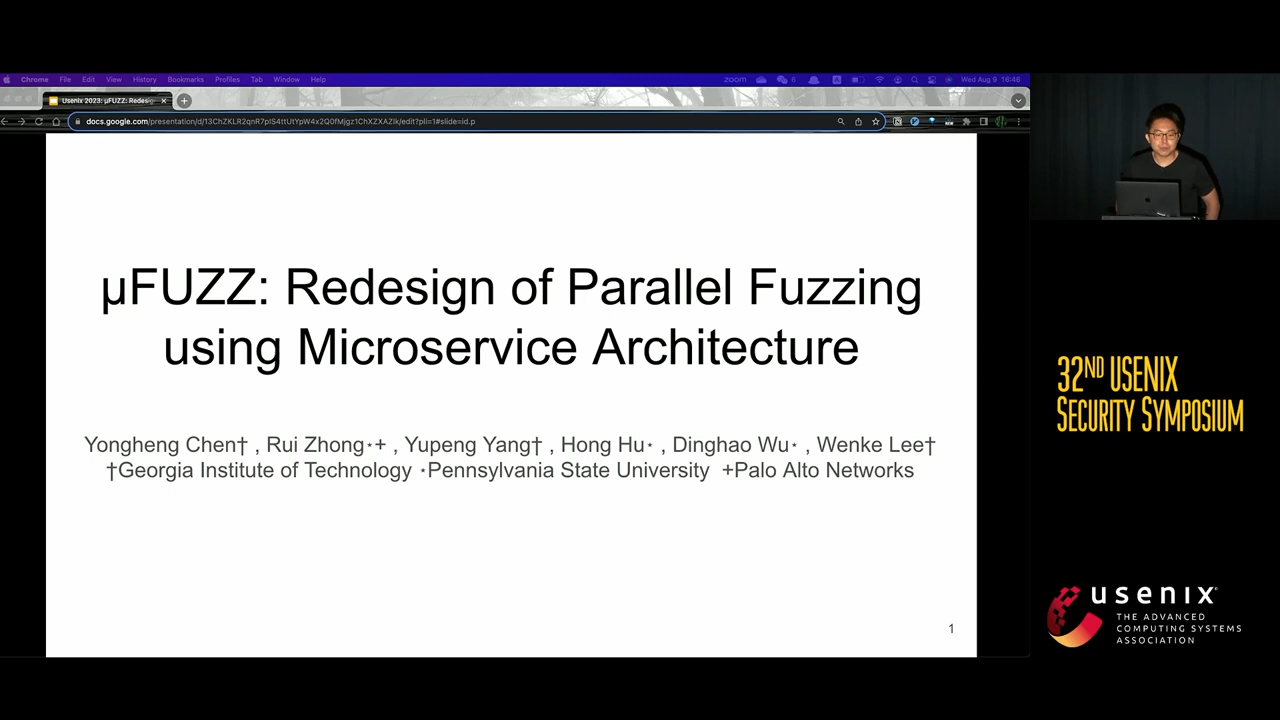 Chrome File Edit View History Bookmarks Profiles Tab Window Help
zoom 6 Wed Aug 9 16:46
Usenix 2023: µFUZZ: Redesig
docs.google.com/presentation/d/13ChZKLR2qnR7plS4ttUtYpW4x2Q0fMjgz1ChXZXAZlk/edit?pli=1#slide=id.p
µFUZZ: Redesign of Parallel Fuzzing
using Microservice Architecture
Yongheng Chen† , Rui Zhong⋆+ , Yupeng Yang† , Hong Hu⋆ , Dinghao Wu⋆ , Wenke Lee†
†Georgia Institute of Technology ⋆Pennsylvania State University +Palo Alto Networks
1
32ND USENIX
SECURITY SYMPOSIUM
usenix
THE ADVANCED
COMPUTING SYSTEMS
ASSOCIATION